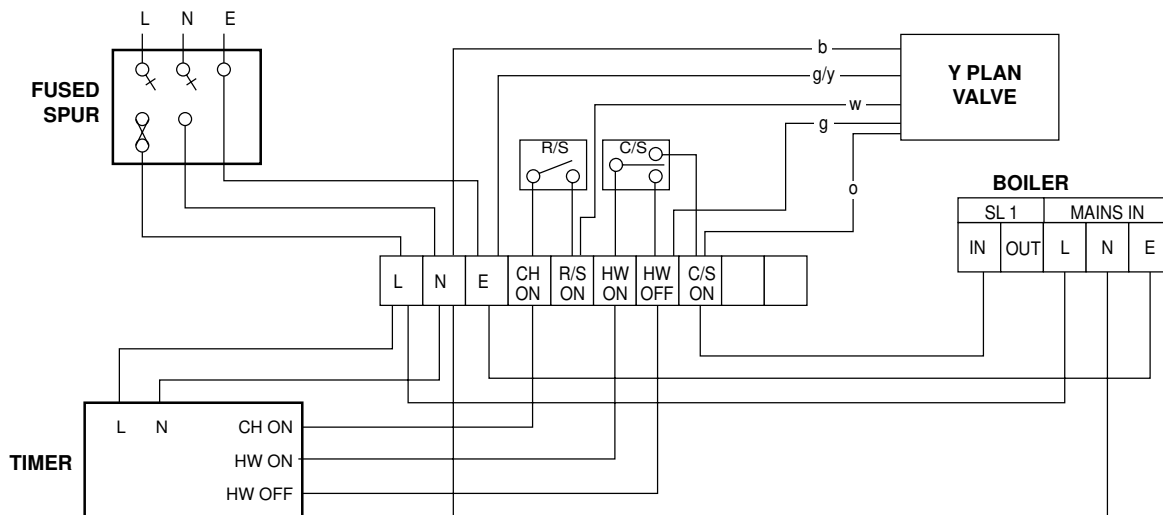 L N E
FUSED
SPUR
b
g/y
w
g
o
Y PLAN
VALVE
R/S
C/S
BOILER
SL 1 MAINS IN
IN OUT L N E
L N E CH ON R/S ON HW ON HW OFF C/S ON
TIMER
L N CH ON
HW ON
HW OFF